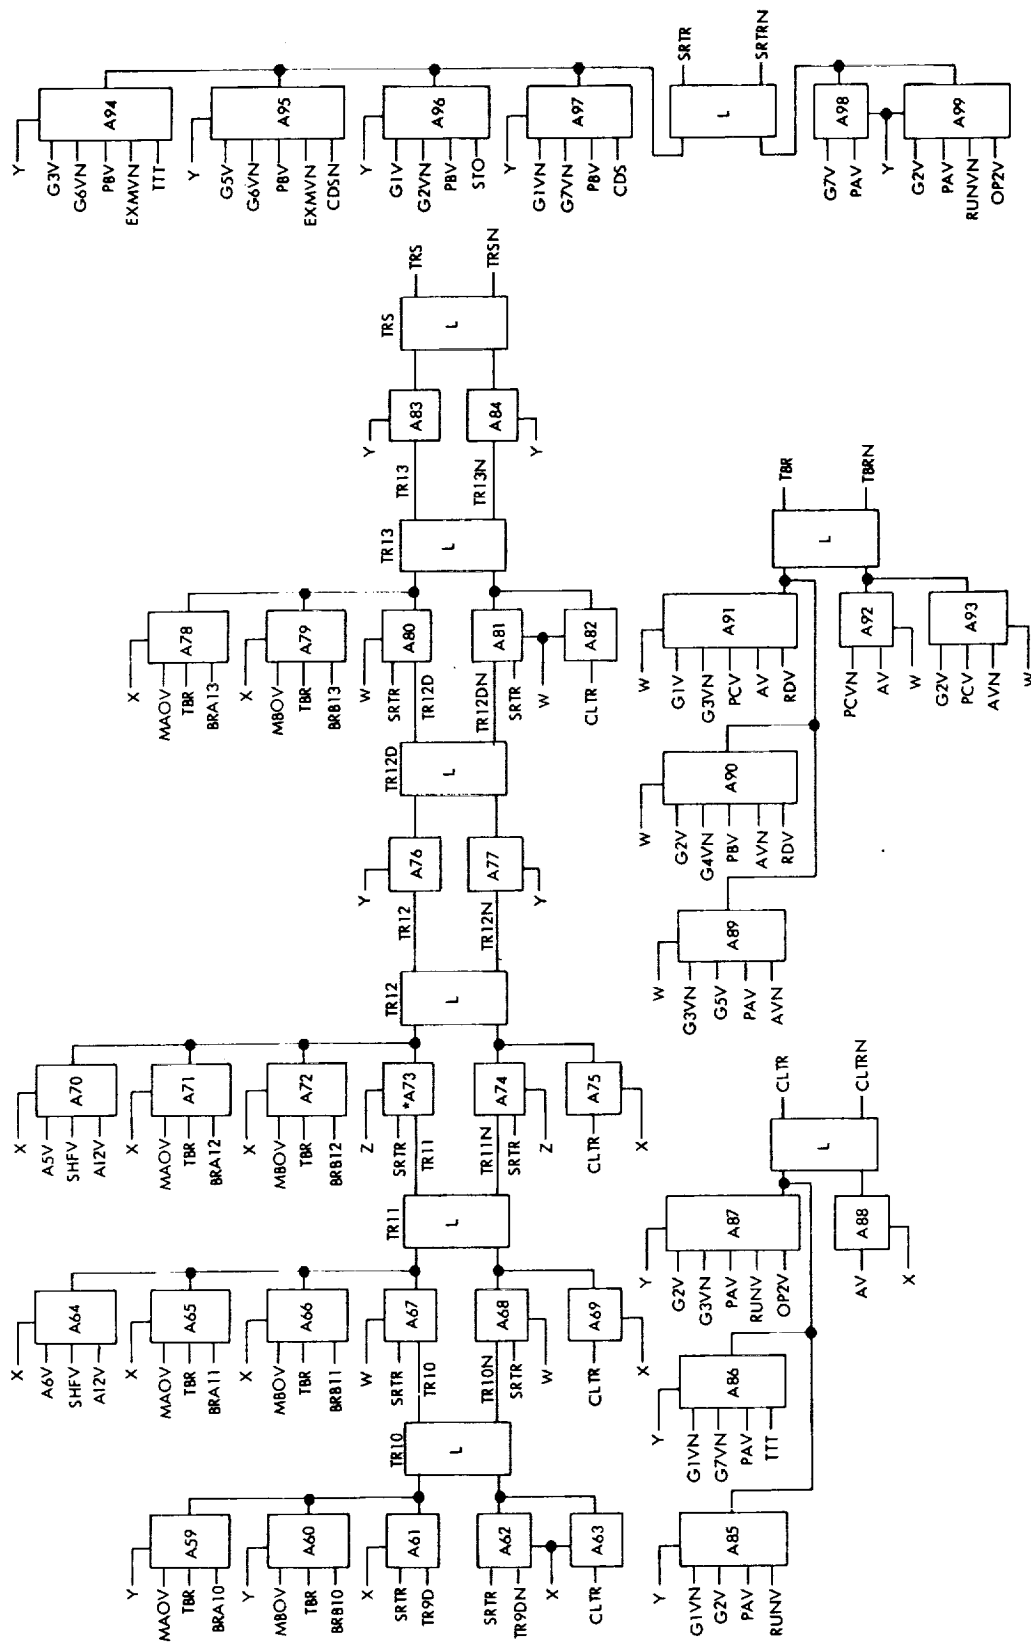 Y
MAOV
TBR
BRA10
A59
Y
MBOV
TBR
BRB10
A60
X
SRTR
TR9D
A61
SRTR
TR9DN
A62
X
CLTR
A63
TR10
L
X
A6V
SHFV
A12V
A64
X
MAOV
TBR
BRA11
A65
X
MBOV
TBR
BRB11
A66
W
SRTR
TR10
A67
TR10N
SRTR
A68
W
CLTR
A69
X
TR11
L
X
A5V
SHFV
A12V
A70
X
MAOV
TBR
BRA12
A71
X
MBOV
TBR
BRB12
A72
Z
SRTR
TR11
*A73
TR11N
SRTR
A74
Z
CLTR
A75
X
TR12
L
TR12
Y
A76
TR12N
A77
Y
TR12D
L
X
MAOV
TBR
BRA13
A78
X
MBOV
TBR
BRB13
A79
W
SRTR
TR12D
A80
TR12DN
SRTR
A81
W
CLTR
A82
TR13
L
TR13
Y
A83
TR13N
A84
Y
TRS
L
TRS
TRSN
Y
G1VN
G2V
PAV
RUNV
A85
Y
G1VN
G7VN
PAV
TTT
A86
Y
G2V
G3VN
PAV
RUNV
OP2V
A87
AV
A88
X
L
CLTR
CLTRN
W
G3VN
G5V
PAV
AVN
A89
W
G2V
G4VN
PBV
AVN
RDV
A90
W
G1V
G3VN
PCV
AV
RDV
A91
PCVN
AV
A92
W
G2V
PCV
AVN
A93
W
L
TBR
TBRN
Y
G3V
G6VN
PBV
EXMVN
TTT
A94
Y
G5V
G6VN
PBV
EXMVN
CDSN
A95
Y
G1V
G2VN
PBV
STO
A96
Y
G1VN
G7VN
PBV
CDS
A97
L
SRTR
SRTRN
G7V
PAV
A98
Y
G2V
PAV
RUNVN
OP2V
A99